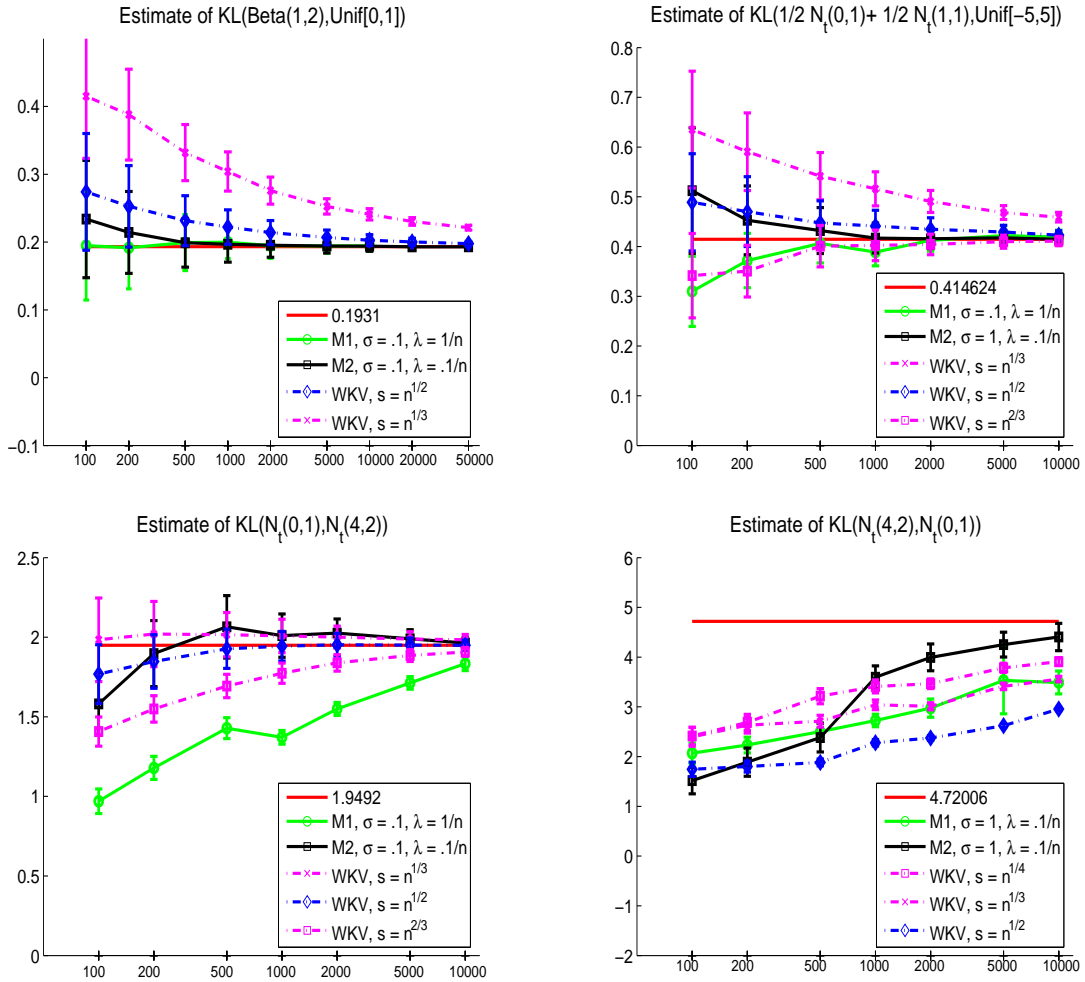 Estimate of KL(Beta(1,2),Unif[0,1])
0.4
0.3
0.2
0.1
0
−0.1
100 200 500 1000 2000 5000 10000 20000 50000
0.1931
M1, σ = .1, λ = 1/n
M2, σ = .1, λ = .1/n
WKV, s = n^{1/2}
WKV, s = n^{1/3}
Estimate of KL(1/2 N_t(0,1)+ 1/2 N_t(1,1),Unif[−5,5])
0.8
0.7
0.6
0.5
0.4
0.3
0.2
0.1
0
100 200 500 1000 2000 5000 10000
0.414624
M1, σ = .1, λ = 1/n
M2, σ = 1, λ = .1/n
WKV, s = n^{1/3}
WKV, s = n^{1/2}
WKV, s = n^{2/3}
Estimate of KL(N_t(0,1),N_t(4,2))
2.5
2
1.5
1
0.5
0
100 200 500 1000 2000 5000 10000
1.9492
M1, σ = .1, λ = 1/n
M2, σ = .1, λ = .1/n
WKV, s = n^{1/3}
WKV, s = n^{1/2}
WKV, s = n^{2/3}
Estimate of KL(N_t(4,2),N_t(0,1))
6
5
4
3
2
1
0
−1
−2
100 200 500 1000 2000 5000 10000
4.72006
M1, σ = 1, λ = .1/n
M2, σ = 1, λ = .1/n
WKV, s = n^{1/4}
WKV, s = n^{1/3}
WKV, s = n^{1/2}